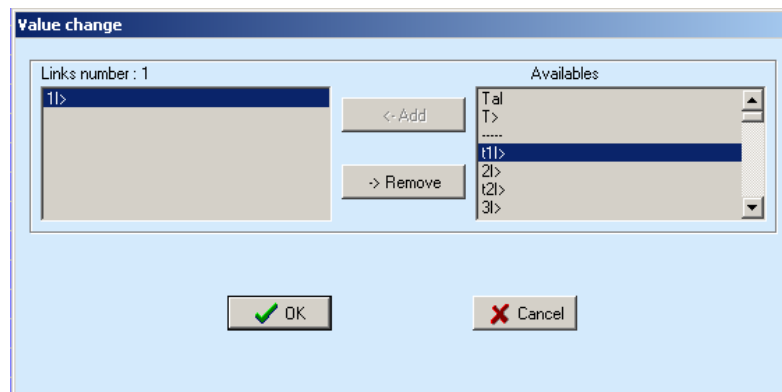 Value change
Links number : 1
Availables
1I>
<- Add
-> Remove
Tal
T>
-----
t1I>
2I>
t2I>
3I>
OK
Cancel